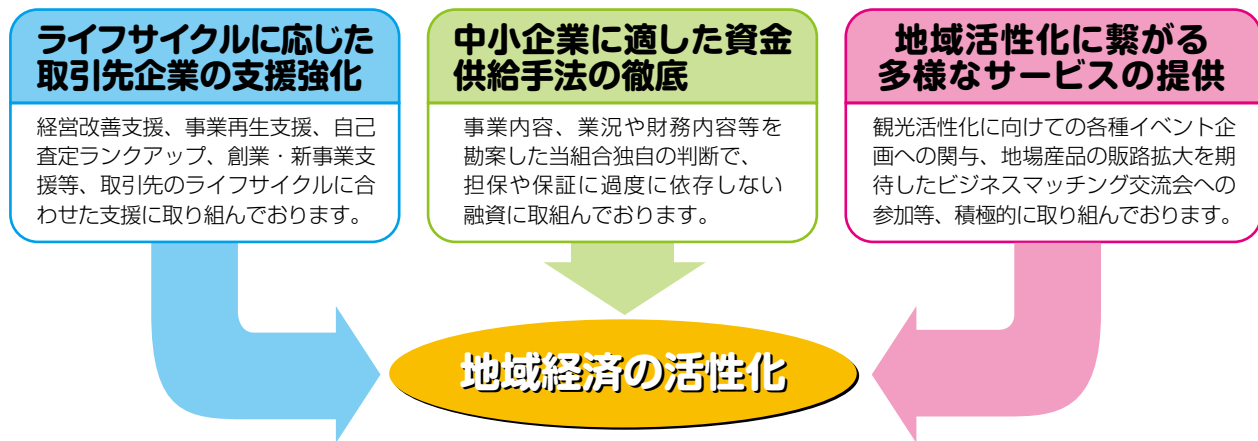 ライフサイクルに応じた
取引先企業の支援強化
経営改善支援、事業再生支援、自己
査定ランクアップ、創業・新事業支
援等、取引先のライフサイクルに合
わせた支援に取り組んでおります。
中小企業に適した資金
供給手法の徹底
事業内容、業況や財務内容等を
勘案した当組合独自の判断で、
担保や保証に過度に依存しない
融資に取組んでおります。
地域活性化に繋がる
多様なサービスの提供
観光活性化に向けての各種イベント企
画への関与、地場産品の販路拡大を期
待したビジネスマッチング交流会への
参加等、積極的に取り組んでおります。
地域経済の活性化